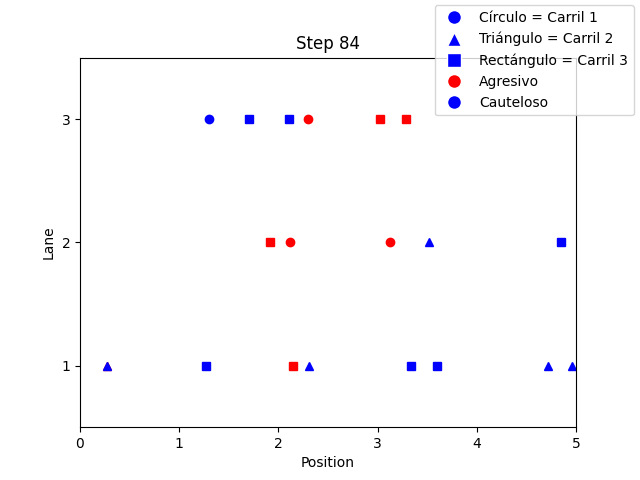 Step 84
Círculo = Carril 1
Triángulo = Carril 2
Rectángulo = Carril 3
Agresivo
Cauteloso
3
2
1
Lane
0 1 2 3 4 5
Position